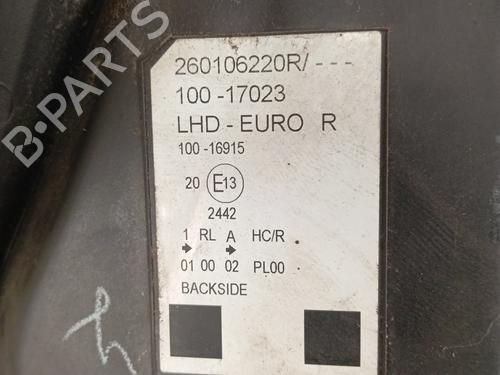 260106220R/---
100 -17023
LHD - EURO R
100 -16915
20 E13
2442
1 RL A HC/R
01 00 02 PL00
BACKSIDE
B-PARTS